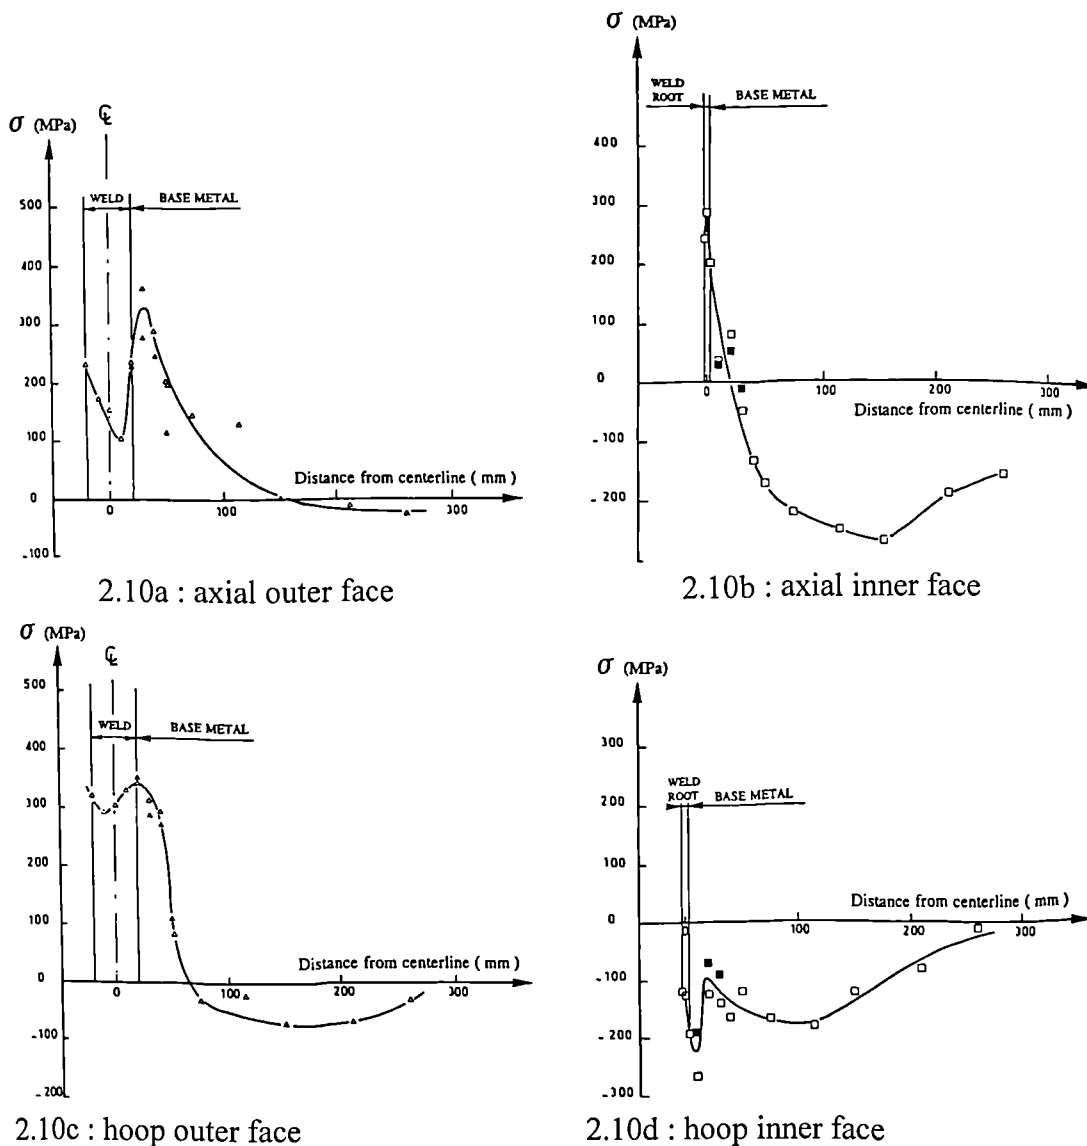 σ (MPa)
℄
WELD
BASE METAL
500
400
300
200
100
0
-100
0
100
300
Distance from centerline ( mm )
2.10a : axial outer face
σ (MPa)
WELD
ROOT
BASE METAL
400
300
200
100
0
-100
-200
0
100
200
300
Distance from centerline ( mm )
2.10b : axial inner face
σ (MPa)
℄
WELD
BASE METAL
500
400
300
200
100
0
-100
-200
0
100
200
300
Distance from centerline ( mm )
2.10c : hoop outer face
σ (MPa)
300
WELD
ROOT
BASE METAL
200
100
0
-100
-200
-300
Distance from centerline ( mm )
100
200
300
2.10d : hoop inner face